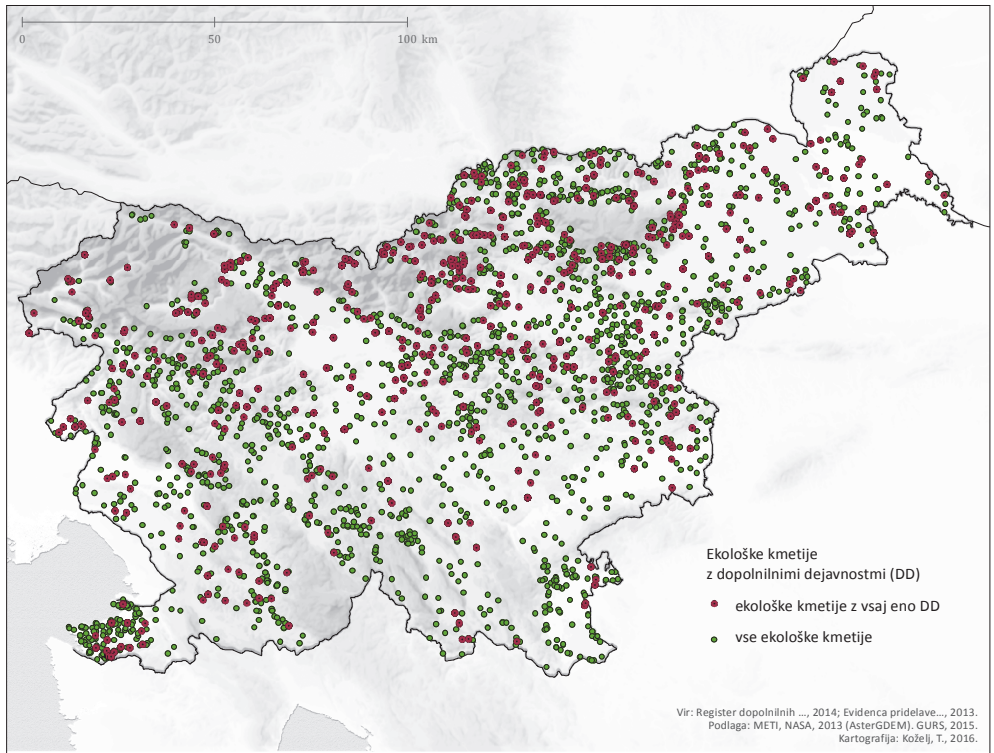 0 50 100 km
Ekološke kmetije
z dopolnilnimi dejavnostmi (DD)
ekološke kmetije z vsaj eno DD
vse ekološke kmetije
Vir: Register dopolnilnih ..., 2014; Evidenca pridelave..., 2013.
Podlaga: METI, NASA, 2013 (AsterGDEM). GURS, 2015.
Kartografija: Koželj, T., 2016.